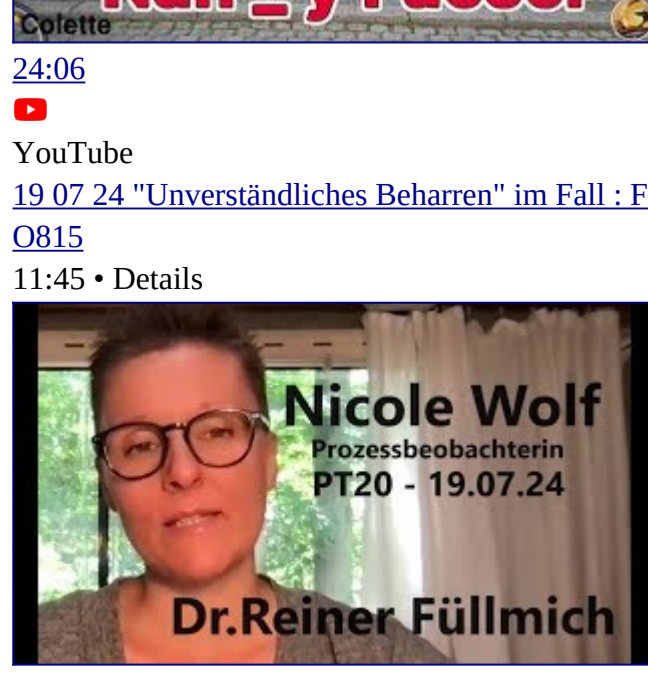 Colette
24:06
YouTube
19 07 24 "Unverständliches Beharren" im Fall : F
O815
11:45 • Details
Nicole Wolf
Prozessbeobachterin
PT20 - 19.07.24
Dr.Reiner Füllmich